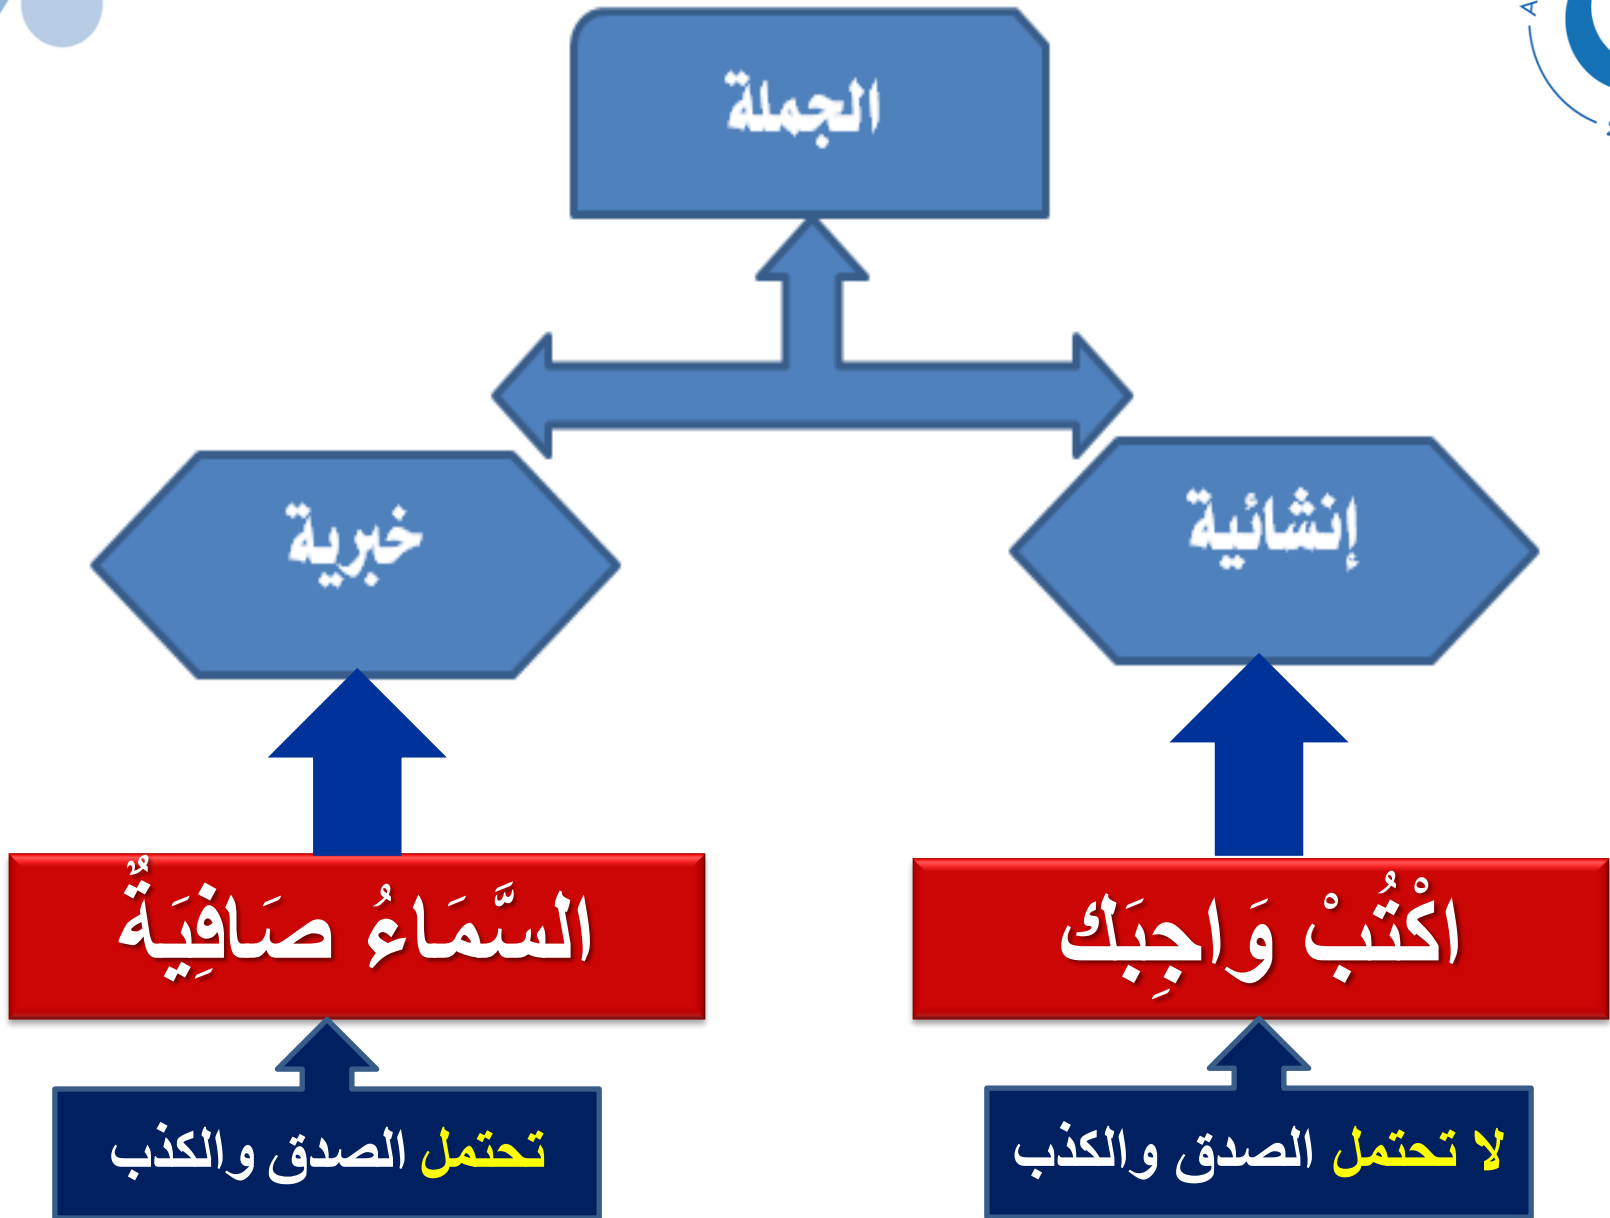 الجملة
إنشائية
خبرية
اكْتُبْ وَاجِبَك
السَّمَاءُ صَافِيَةٌ
لا تحتمل الصدق والكذب
تحتمل الصدق والكذب